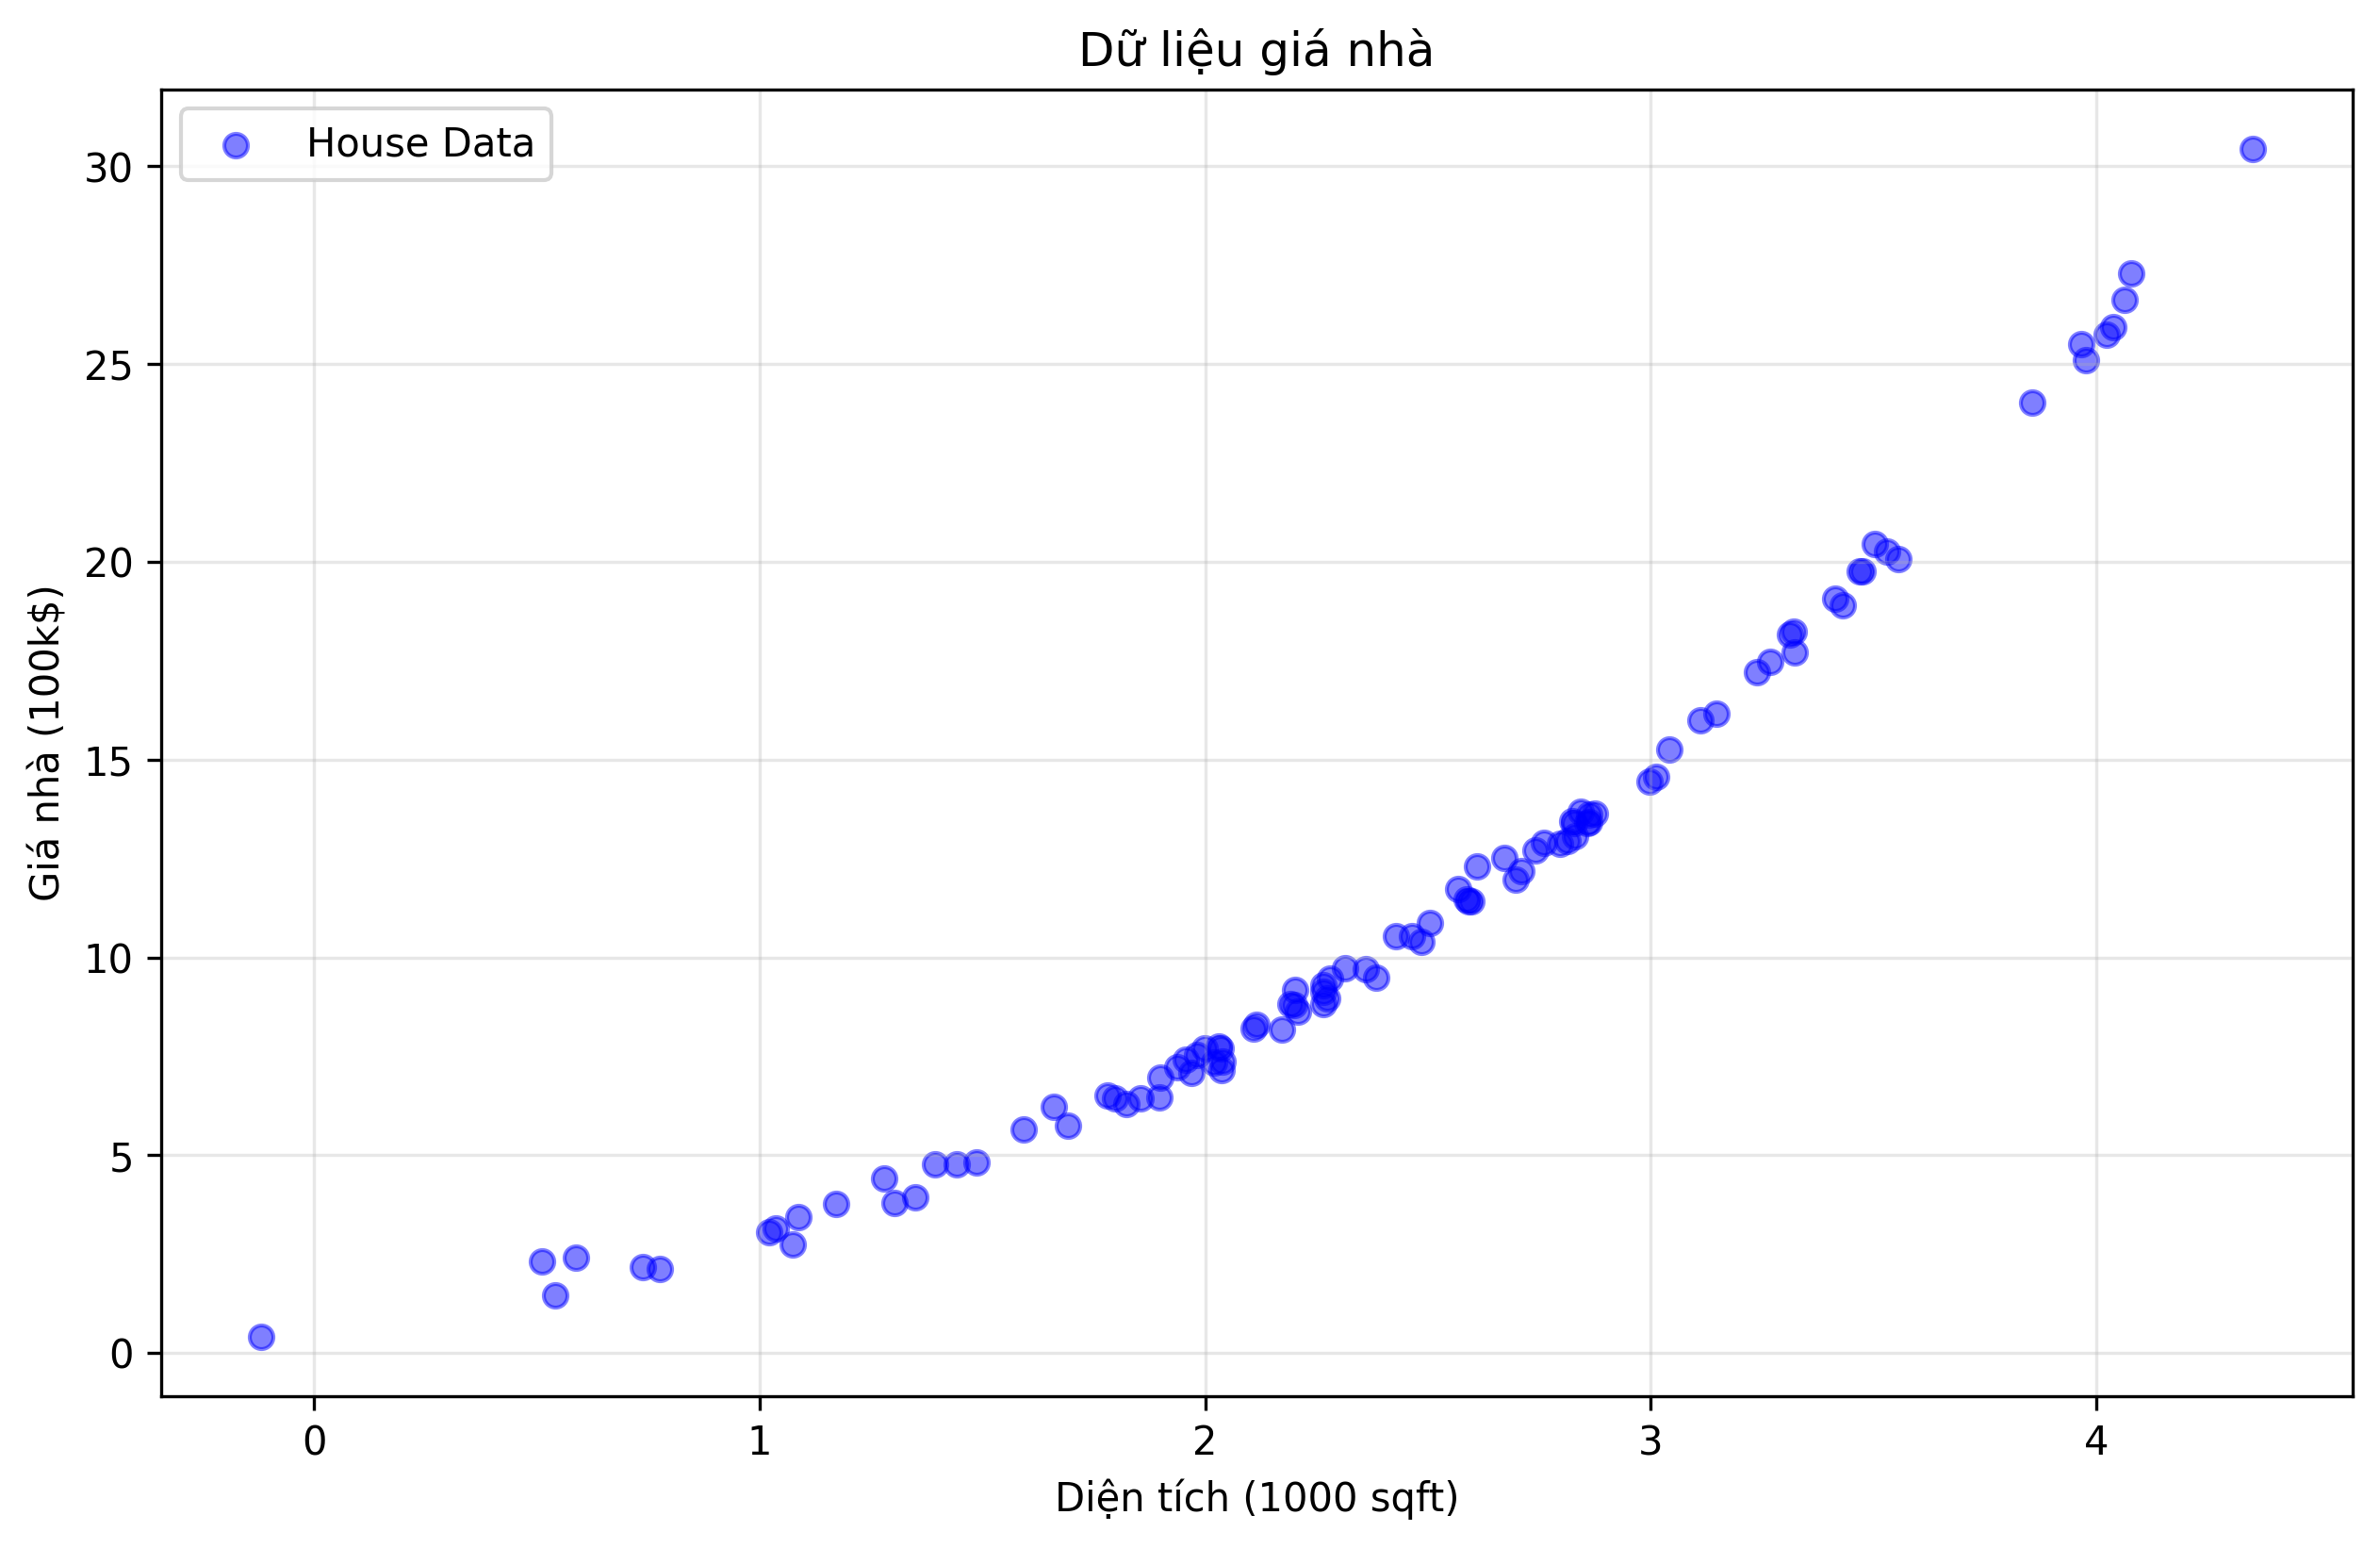 Dữ liệu giá nhà
House Data
Giá nhà (100k$)
30
25
20
15
10
5
0
0 1 2 3 4
Diện tích (1000 sqft)